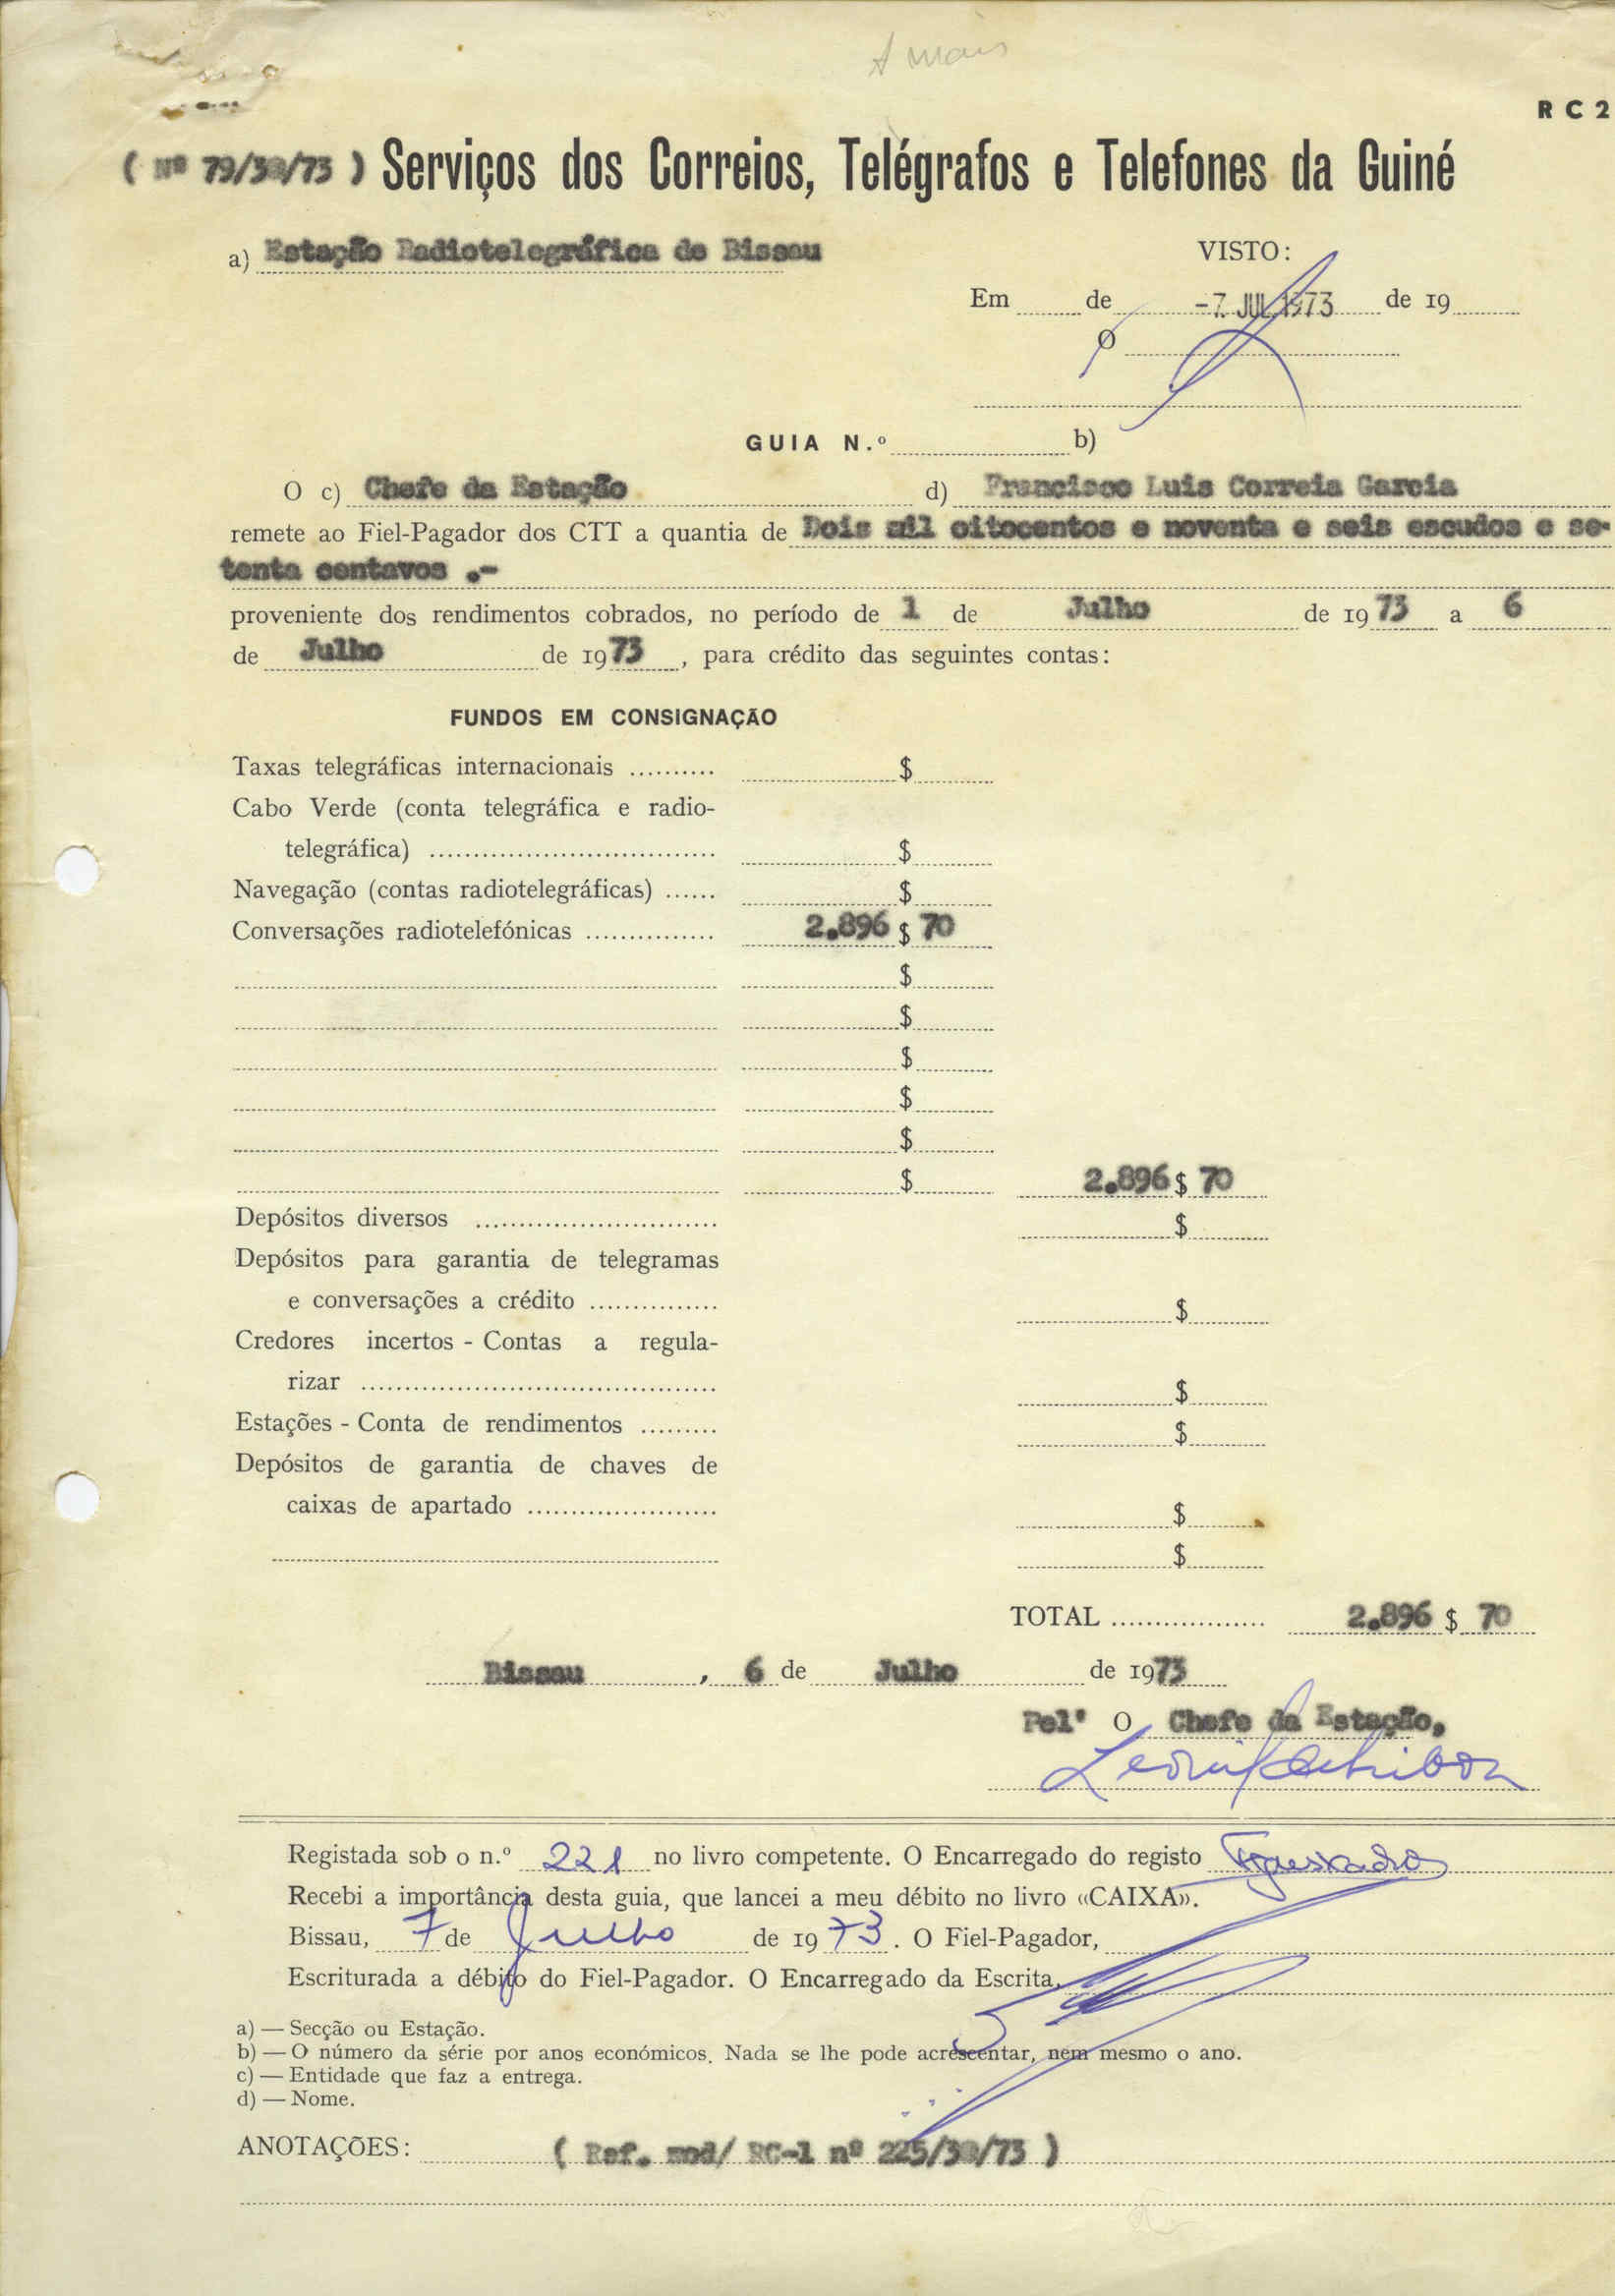 A mais
RC2
( Nº 79/3@/73 ) Serviços dos Correios, Telégrafos e Telefones da Guiné
a) Estação Radiotelegráfica de Bissau
VISTO:
Em de -7. JUL. 1973 de 19
O
GUIA N.º b)
O c) Chefe da Estação d) Francisco Luis Correia Garcia
remete ao Fiel-Pagador dos CTT a quantia de Dois mil oitocentos e noventa e seis escudos e se-
tenta centavos .-
proveniente dos rendimentos cobrados, no período de 1 de Julho de 1973 a 6
de Julho de 1973, para crédito das seguintes contas:
FUNDOS EM CONSIGNAÇÃO
Taxas telegráficas internacionais .......... $
Cabo Verde (conta telegráfica e radio-
telegráfica) ................................. $
Navegação (contas radiotelegráficas) ...... $
Conversações radiotelefónicas ............... 2.896 $ 70
$
$
$
$
$
$ 2.896 $ 70
Depósitos diversos ............................ $
Depósitos para garantia de telegramas
e conversações a crédito ............... $
Credores incertos - Contas a regula-
rizar ......................................... $
Estações - Conta de rendimentos ......... $
Depósitos de garantia de chaves de
caixas de apartado ...................... $
$
TOTAL .................. 2.896 $ 70
Bissau, 6 de Julho de 1973
Pel' O Chefe da Estação,
Registada sob o n.º 221 no livro competente. O Encarregado do registo
Recebi a importância desta guia, que lancei a meu débito no livro «CAIXA».
Bissau, 7 de Julho de 1973. O Fiel-Pagador,
Escriturada a débito do Fiel-Pagador. O Encarregado da Escrita,
a) — Secção ou Estação.
b) — O número da série por anos económicos. Nada se lhe pode acrescentar, nem mesmo o ano.
c) — Entidade que faz a entrega.
d) — Nome.
ANOTAÇÕES: ( Ref. mod/ RC-1 nº 225/3@/73 )